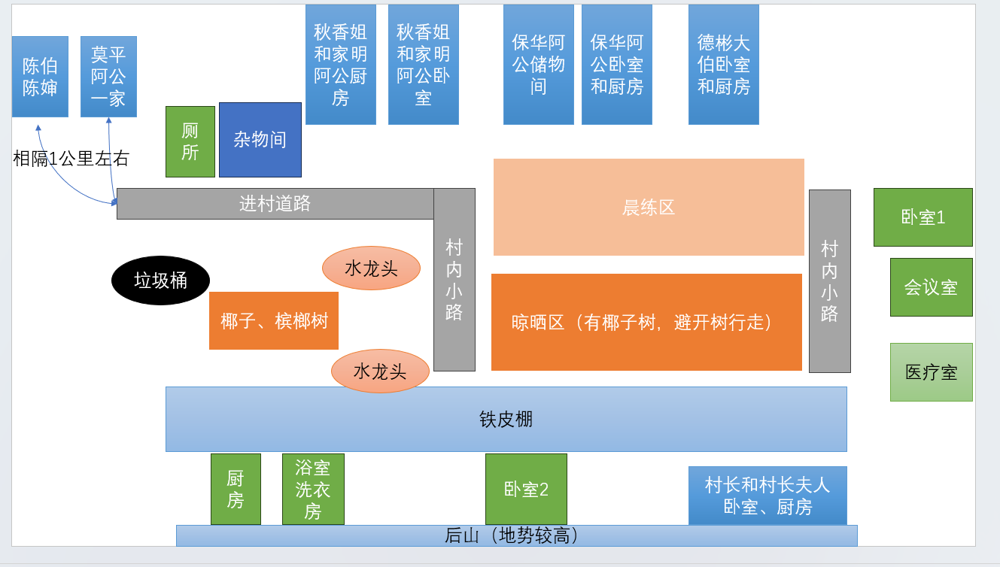 陈伯
陈婶
莫平
阿公
一家
秋香姐
和家明
阿公厨
房
秋香姐
和家明
阿公卧
室
保华阿
公储物
间
保华阿
公卧室
和厨房
德彬大
伯卧室
和厨房
厕
所
杂物间
相隔1公里左右
进村道路
村
内
小
路
晨练区
村
内
小
路
卧室1
垃圾桶
水龙头
椰子、槟榔树
水龙头
晾晒区（有椰子树，避开树行走）
会议室
医疗室
铁皮棚
厨
房
浴室
洗衣
房
卧室2
村长和村长夫人
卧室、厨房
后山（地势较高）